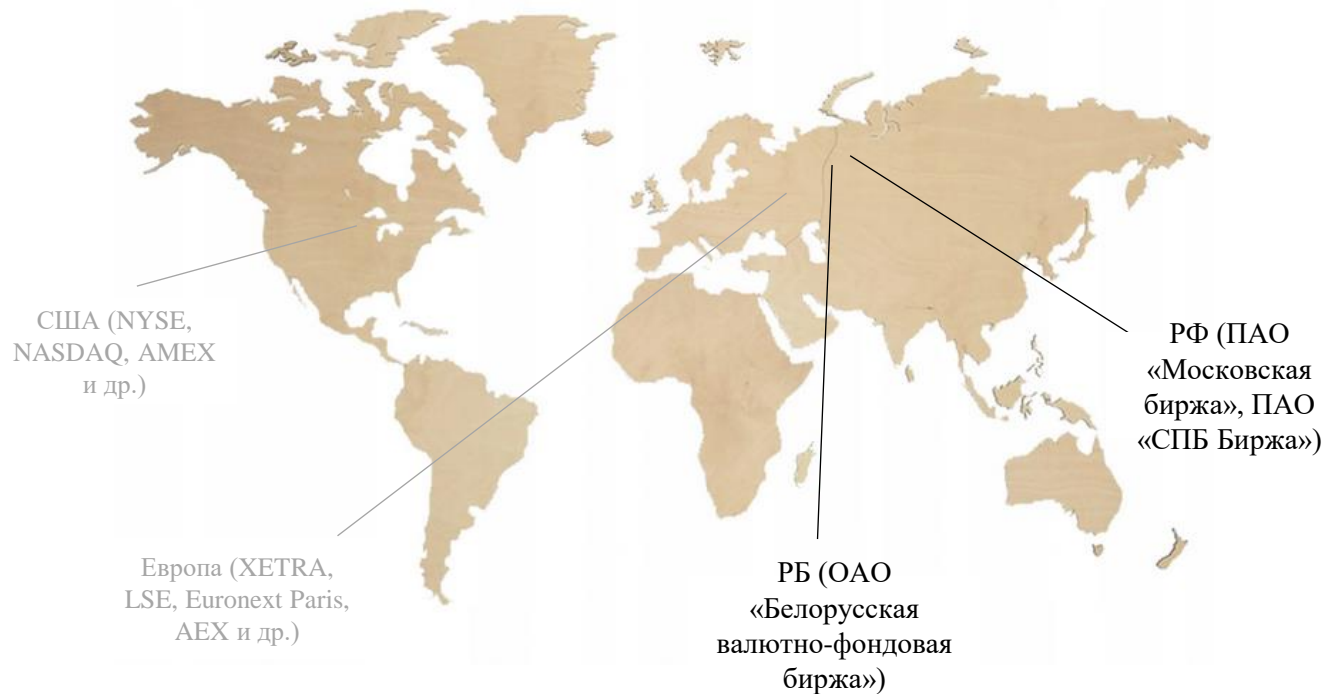 США (NYSE,
NASDAQ, AMEX
и др.)
РФ (ПАО
«Московская
биржа», ПАО
«СПБ Биржа»)
Европа (XETRA,
LSE, Euronext Paris,
AEX и др.)
РБ (ОАО
«Белорусская
валютно-фондовая
биржа»)